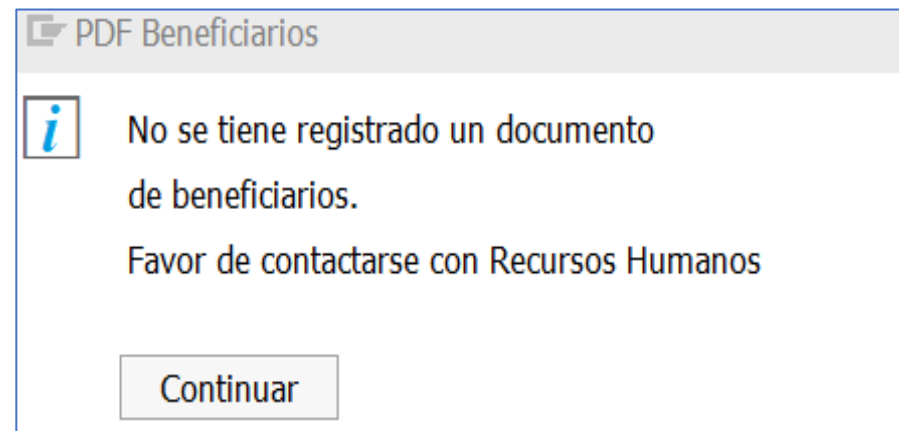 PDF Beneficiarios
No se tiene registrado un documento
de beneficiarios.
Favor de contactarse con Recursos Humanos
Continuar